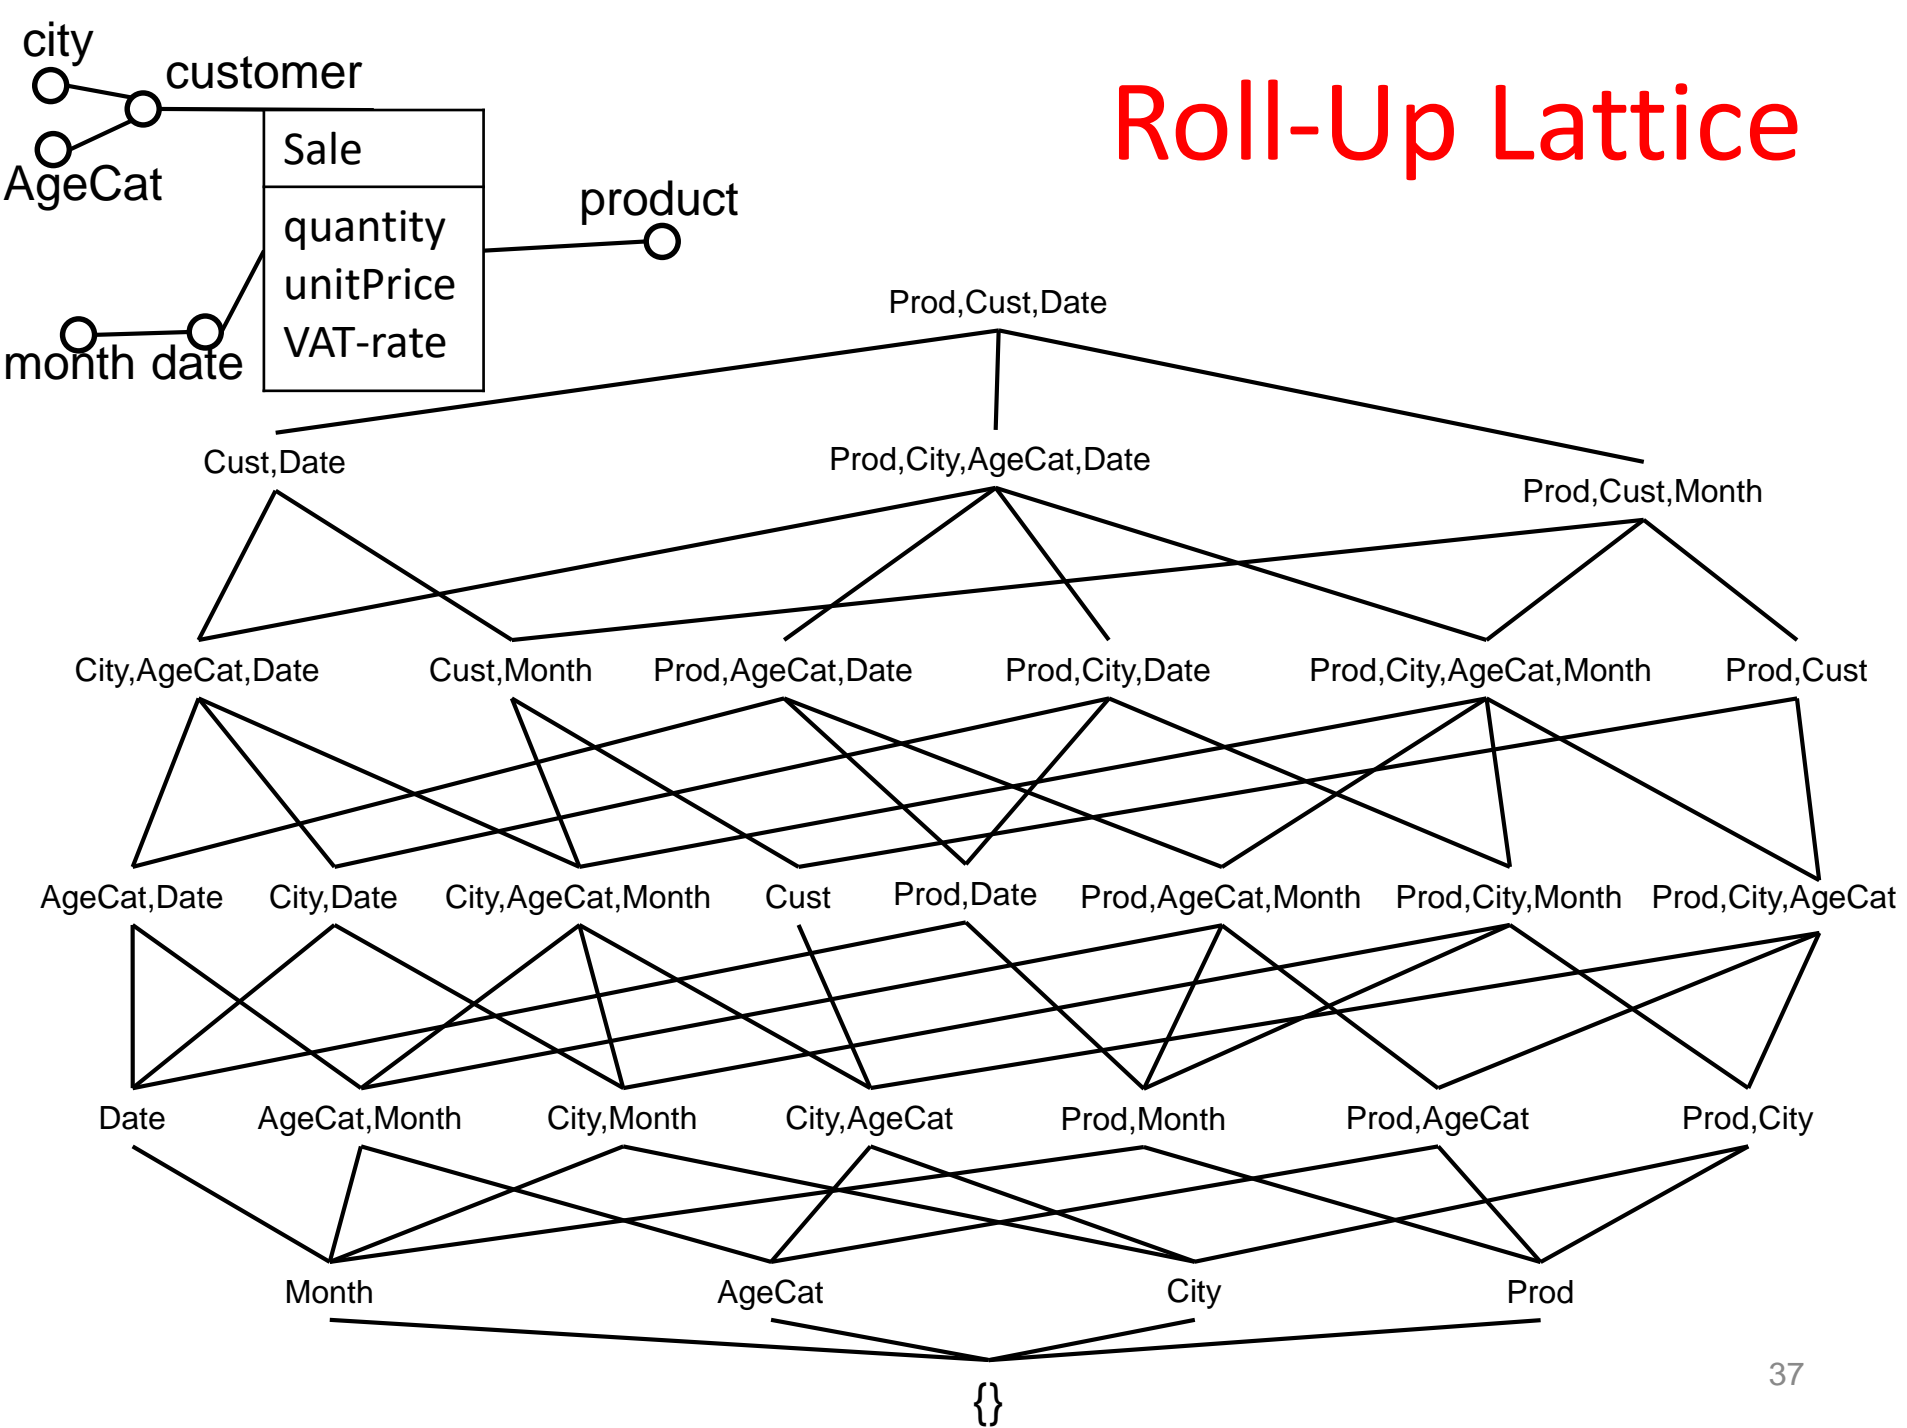 city
customer
Roll-Up Lattice
Sale
AgeCat
product
quantity
unitPrice
VAT-rate
month date
Prod,Cust,Date
Cust,Date
Prod,City,AgeCat,Date
Prod,Cust,Month
City,AgeCat,Date
Cust,Month
Prod,AgeCat,Date
Prod,City,Date
Prod,City,AgeCat,Month
Prod,Cust
AgeCat,Date
City,Date
City,AgeCat,Month
Cust
Prod,Date
Prod,AgeCat,Month
Prod,City,Month
Prod,City,AgeCat
Date
AgeCat,Month
City,Month
City,AgeCat
Prod,Month
Prod,AgeCat
Prod,City
Month
AgeCat
City
Prod
{}
37